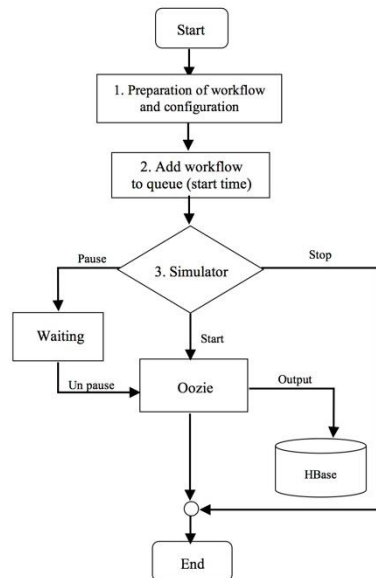 Start
1. Preparation of workflow
and configuration
2. Add workflow
to queue (start time)
Pause
3. Simulator
Stop
Waiting
Start
Un pause
Oozie
Output
HBase
End